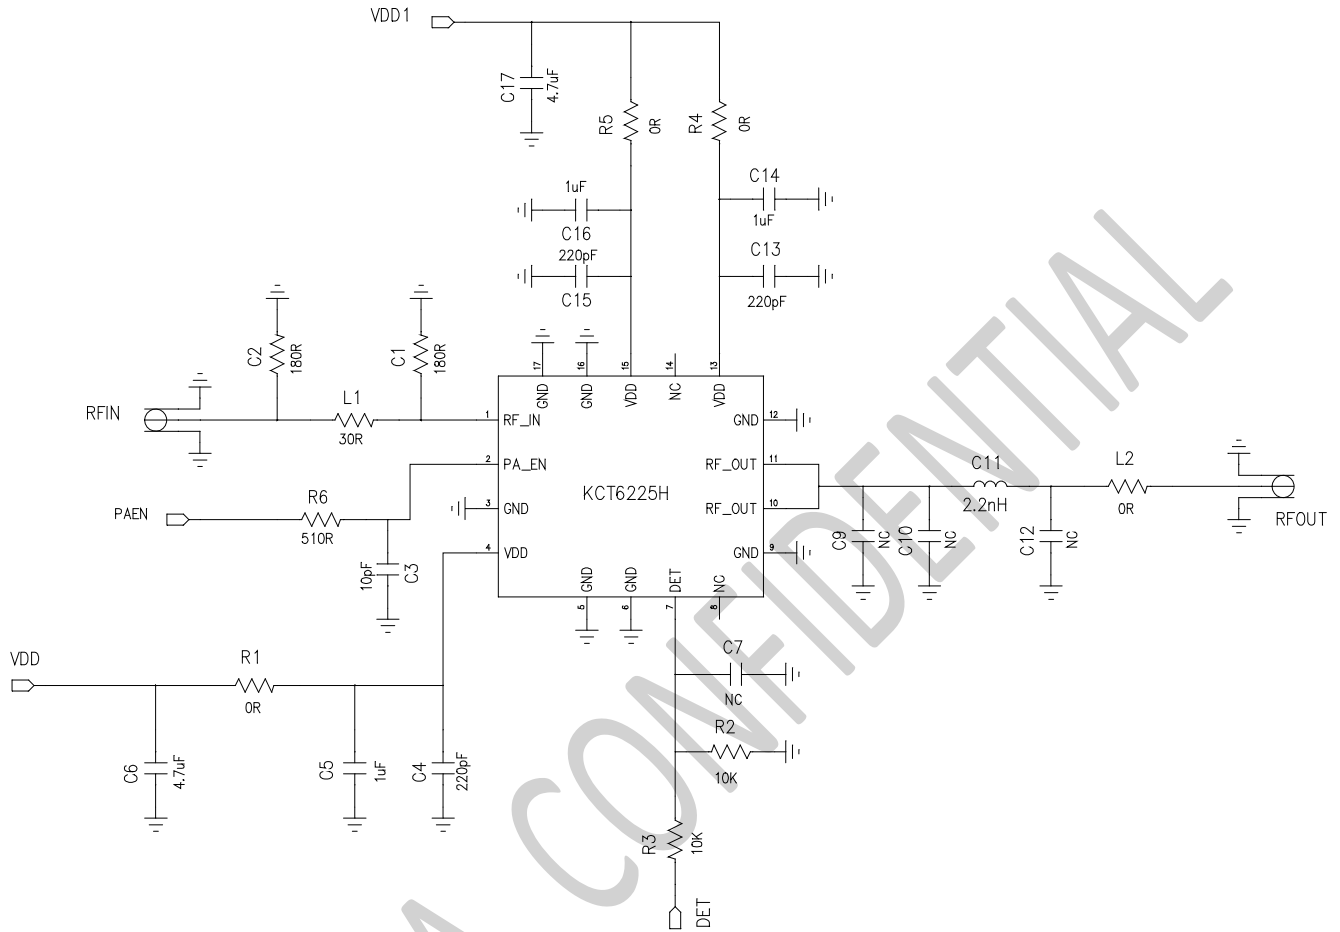 VDD1
C17
4.7uF
R5
0R
R4
0R
1uF
C16
C14
1uF
220pF
C15
C13
220pF
C2
180R
C1
180R
RFIN
L1
30R
17
16
15
14
13
GND
GND
VDD
NC
VDD
1
RF_IN
2
PA_EN
3
GND
4
VDD
KCT6225H
GND
12
RF_OUT
11
RF_OUT
10
GND
9
GND
GND
DET
NC
5
6
7
8
PAEN
R6
510R
10pF
C3
C9
NC
C10
NC
C11
2.2nH
C12
NC
L2
0R
RFOUT
VDD
R1
0R
C6
4.7uF
C5
1uF
C4
220pF
C7
NC
R2
10K
R3
10K
DET
A CONFIDENTIAL